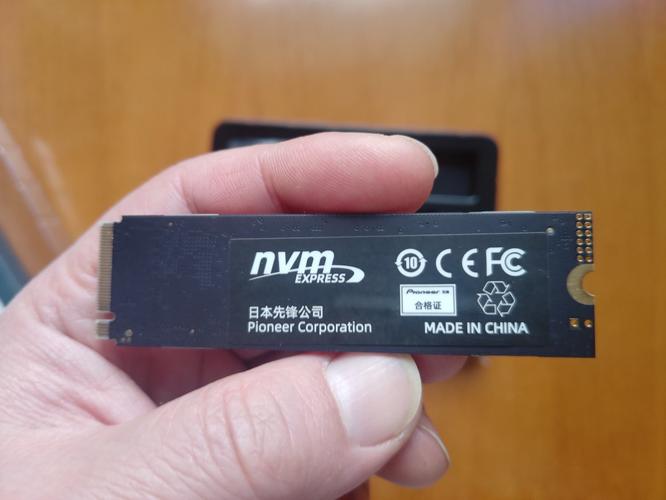 nvm
EXPRESS
10
CE FC
Pioneer
合格证
日本先锋公司
Pioneer Corporation
MADE IN CHINA